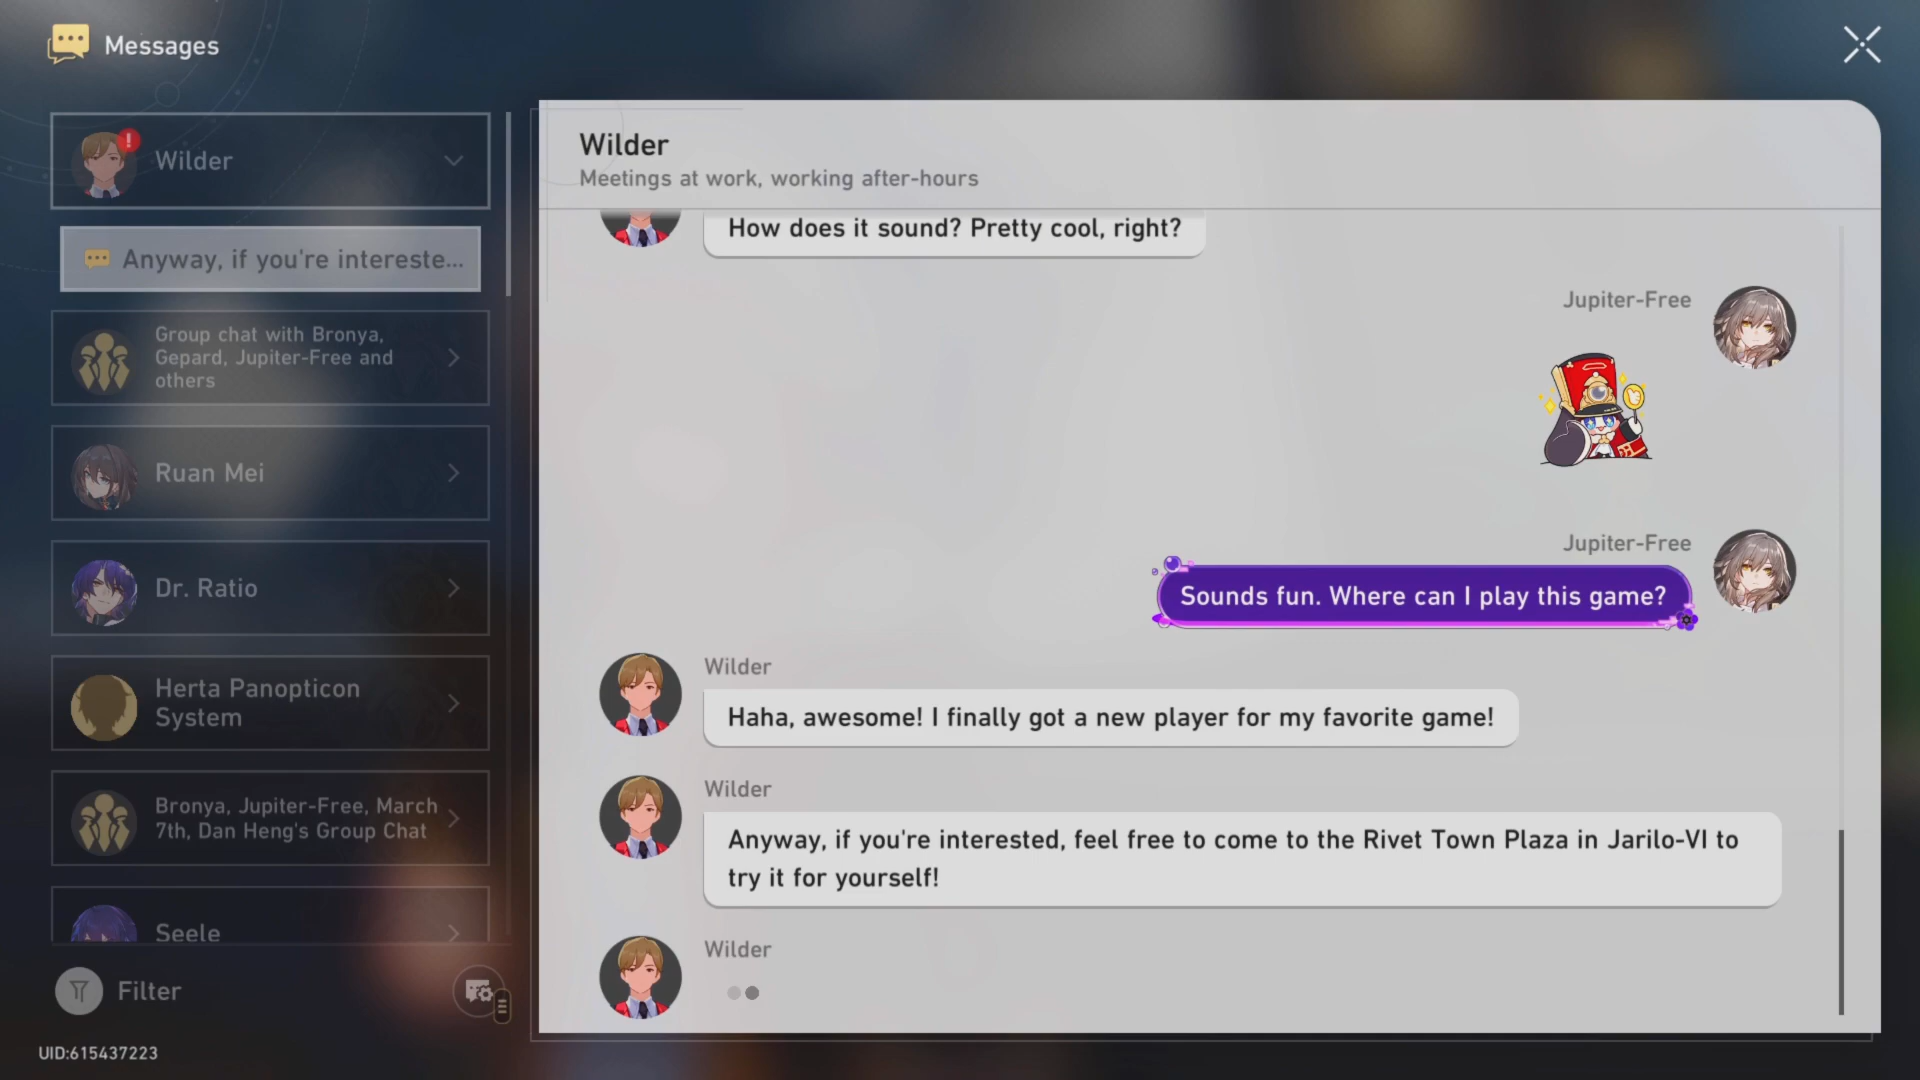 Messages
Wilder
Anyway, if you're intereste...
Group chat with Bronya,
Gepard, Jupiter-Free and
others
Ruan Mei
Dr. Ratio
Herta Panopticon
System
Bronya, Jupiter-Free, March
7th, Dan Heng's Group Chat
Seele
Filter
UID:615437223
Wilder
Meetings at work, working after-hours
How does it sound? Pretty cool, right?
Jupiter-Free
Jupiter-Free
Sounds fun. Where can I play this game?
Wilder
Haha, awesome! I finally got a new player for my favorite game!
Wilder
Anyway, if you're interested, feel free to come to the Rivet Town Plaza in Jarilo-VI to
try it for yourself!
Wilder